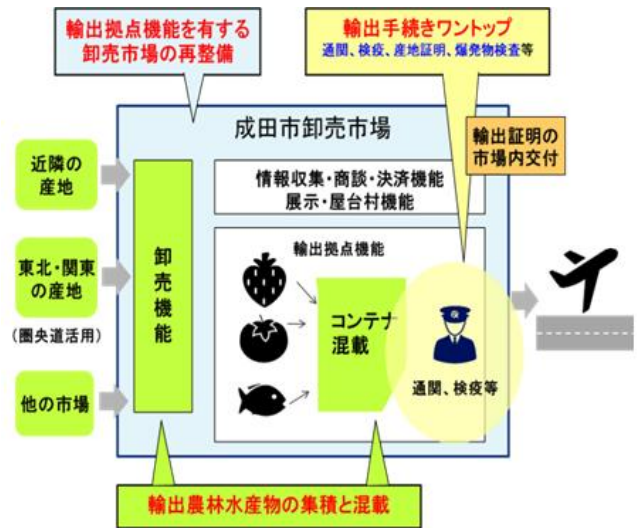 輸出拠点機能を有する
卸売市場の再整備
輸出手続きワントップ
通関、検疫、産地証明、爆発物検査等
成田市卸売市場
輸出証明の
市場内交付
近隣の
産地
東北・関東
の産地
(圏央道活用)
他の市場
卸売機能
情報収集・商談・決済機能
展示・屋台村機能
輸出拠点機能
コンテナ
混載
通関、検疫等
輸出農林水産物の集積と混載